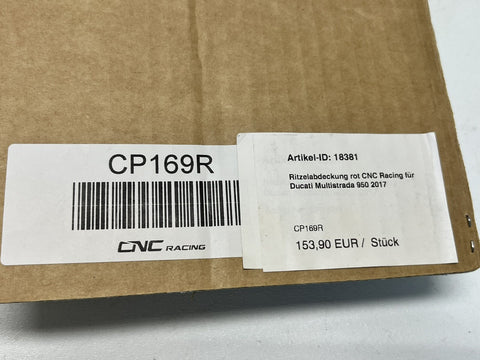 CP169R
CNC RACING
Artikel-ID: 18381
Ritzelabdeckung rot CNC Racing für
Ducati Multistrada 950 2017
CP169R
153,90 EUR / Stück